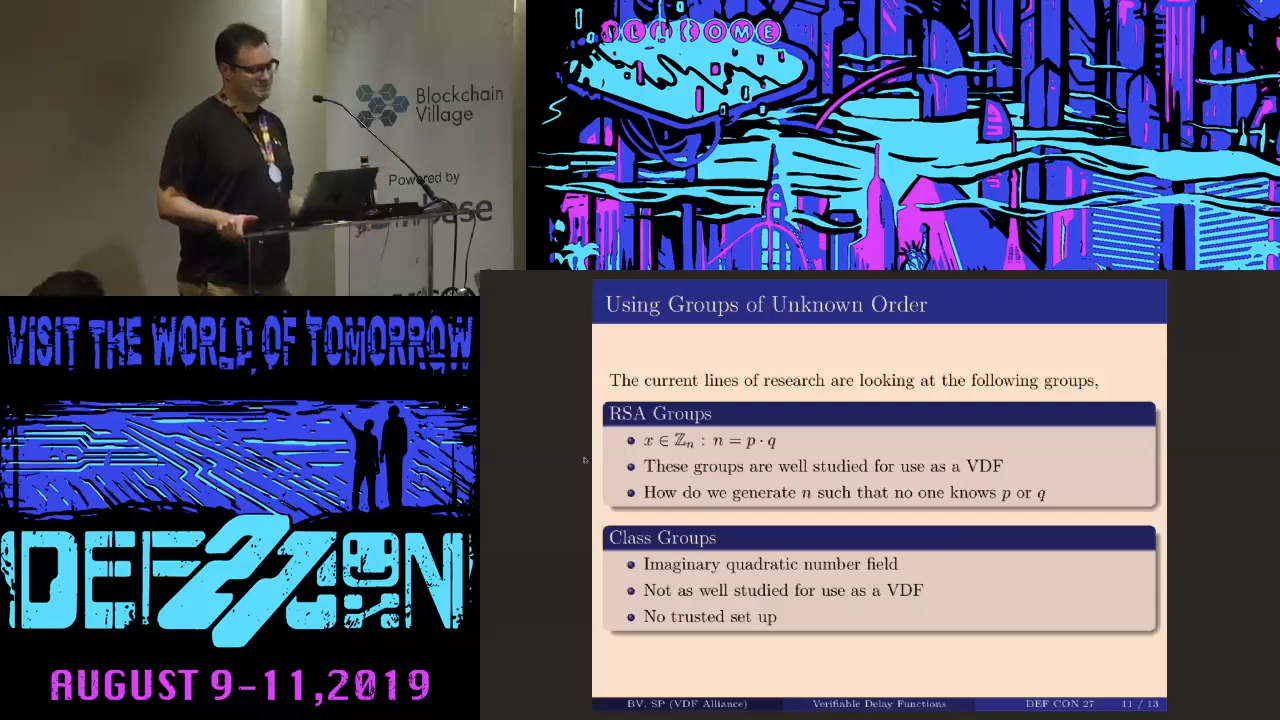 WELCOME
Blockchain
Village
Powered by
VISIT THE WORLD OF TOMORROW
DEF CON
27
AUGUST 9-11,2019
Using Groups of Unknown Order
The current lines of research are looking at the following groups,
RSA Groups
x ∈ ℤₙ : n = p · q
These groups are well studied for use as a VDF
How do we generate n such that no one knows p or q
Class Groups
Imaginary quadratic number field
Not as well studied for use as a VDF
No trusted set up
BV, SP (VDF Alliance) Verifiable Delay Functions DEF CON 27 11 / 13